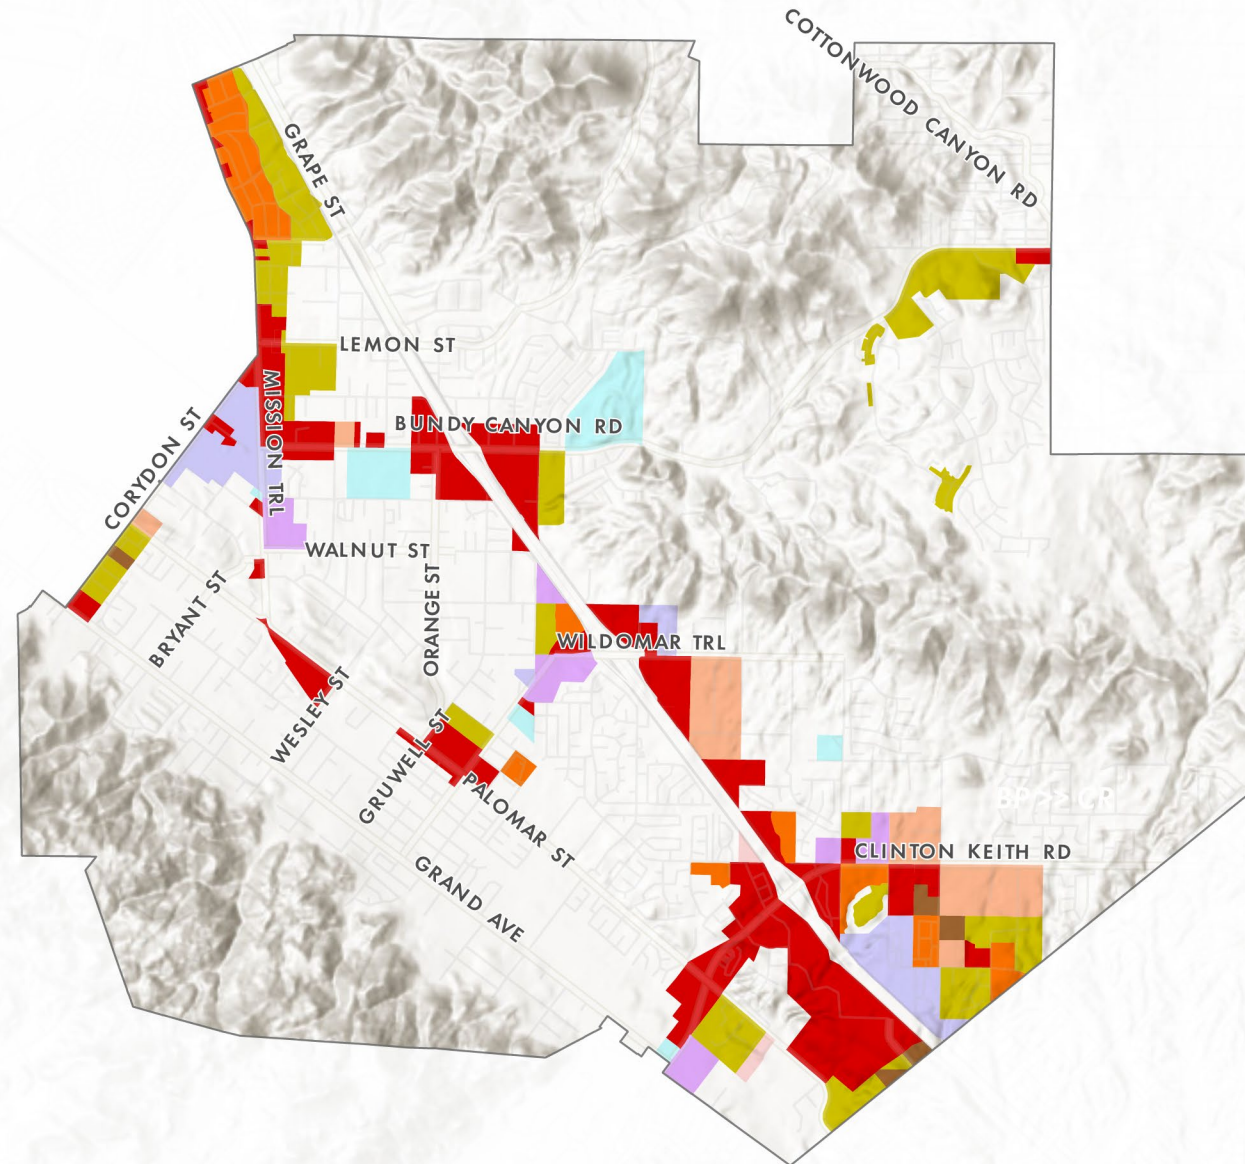 COTTONWOOD CANYON RD
GRAPE ST
LEMON ST
MISSION TRL
BUNDY CANYON RD
CORYDON ST
WALNUT ST
ORANGE ST
BRYANT ST
WILDOMAR TRL
WESLEY ST
GRUWELL ST
PALOMAR ST
CLINTON KEITH RD
GRAND AVE